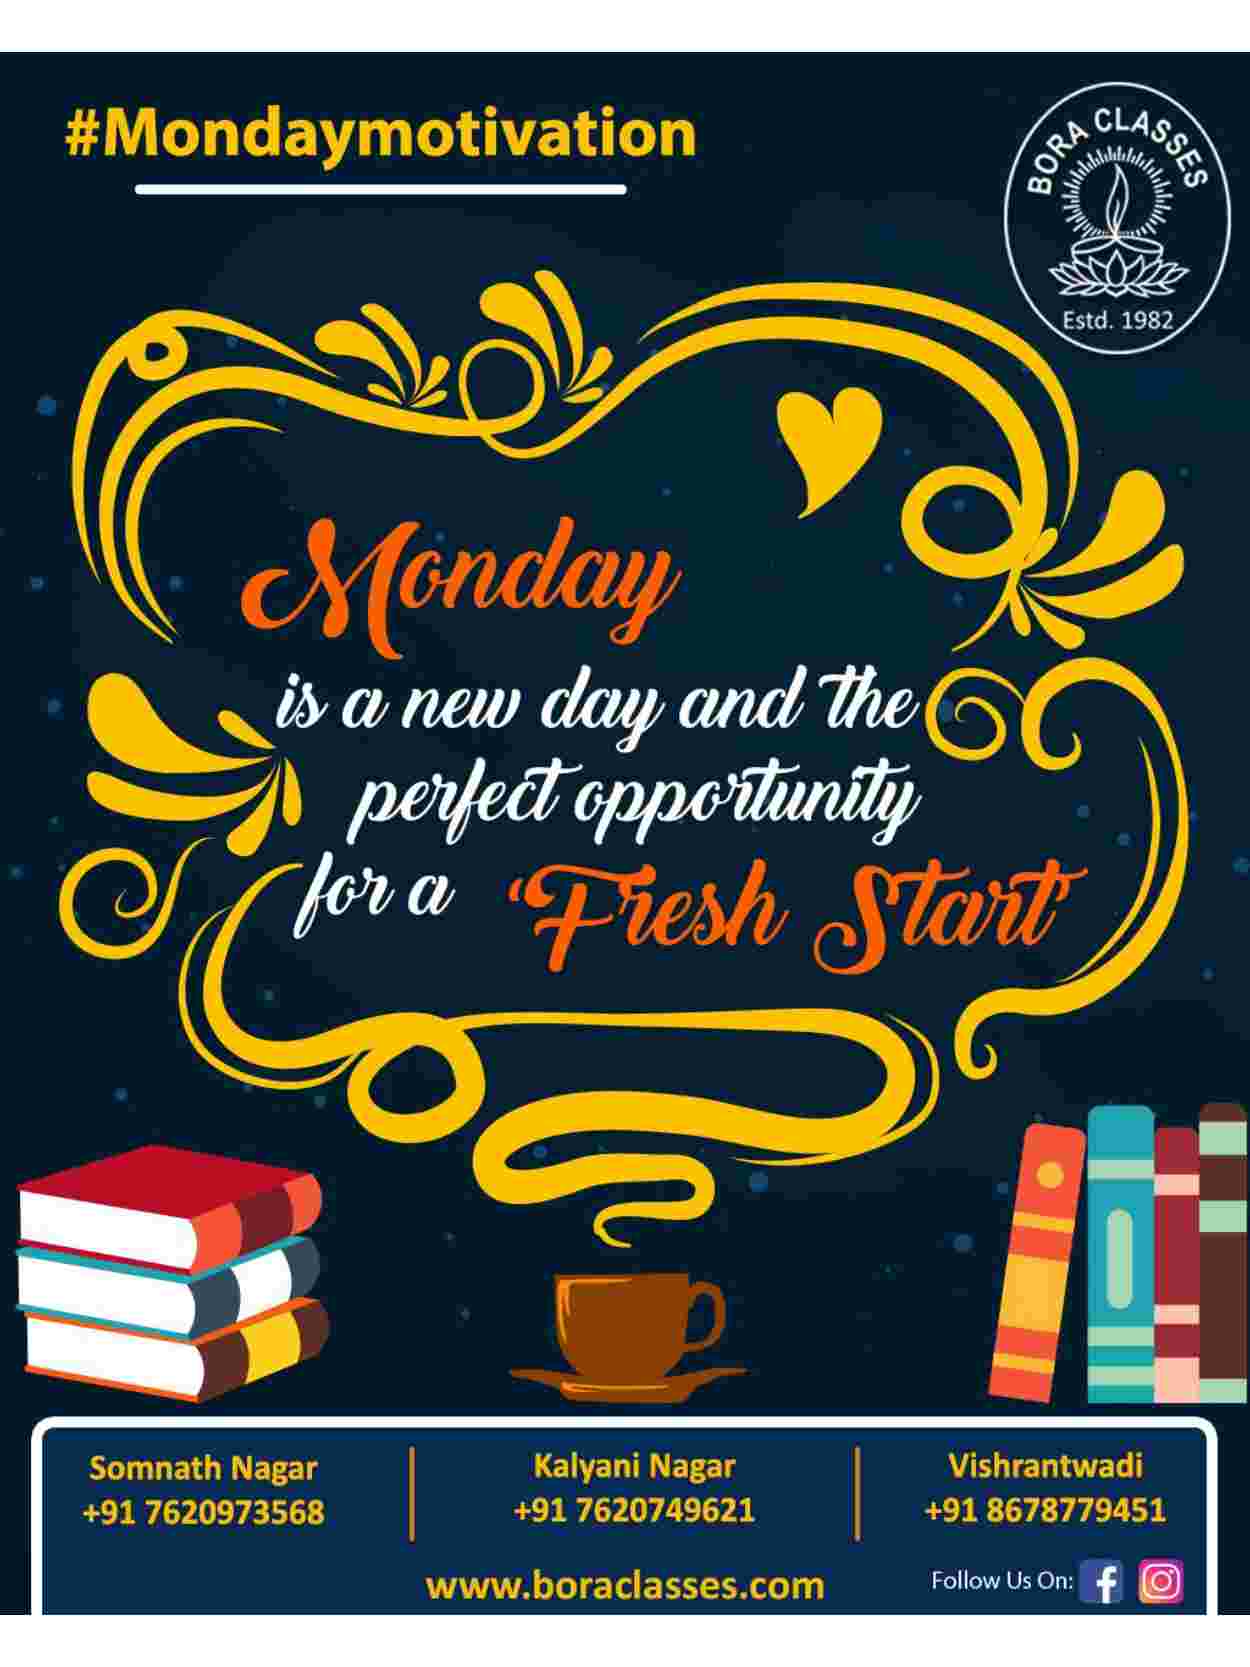 #Mondaymotivation
BORA CLASSES
Estd. 1982
Monday
is a new day and the
perfect opportunity
for a 'Fresh Start'
Somnath Nagar
+91 7620973568
Kalyani Nagar
+91 7620749621
Vishrantwadi
+91 8678779451
www.boraclasses.com
Follow Us On: